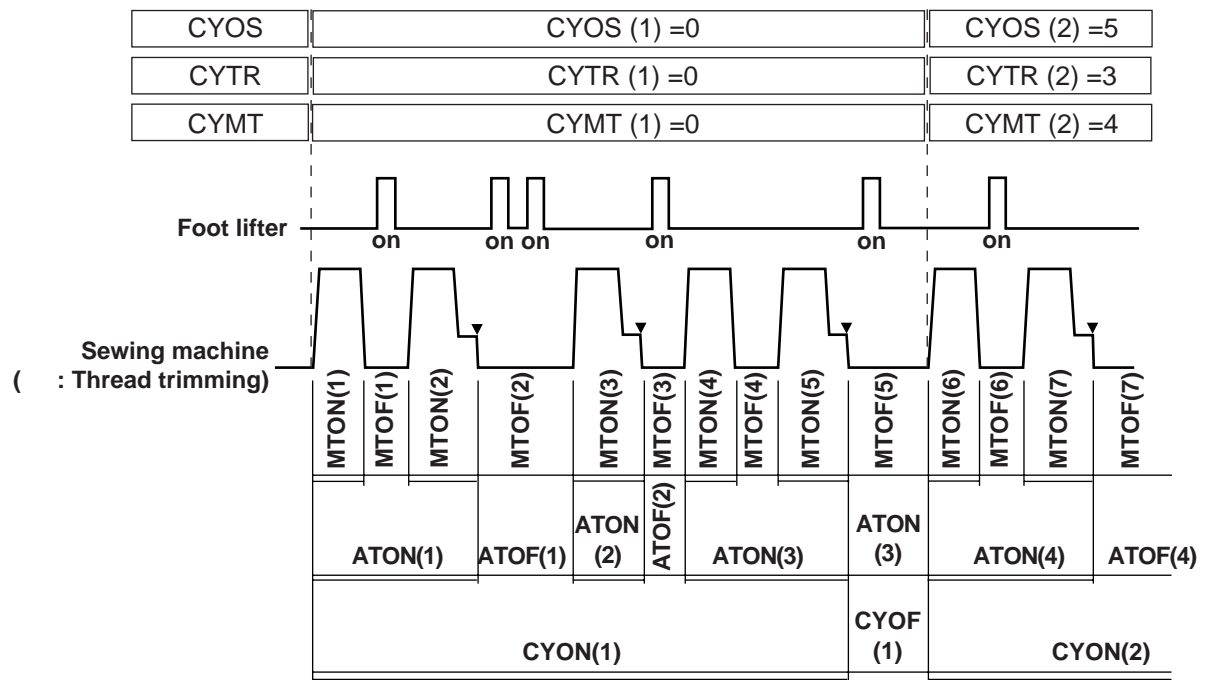 CYOS CYOS (1) =0 CYOS (2) =5
CYTR CYTR (1) =0 CYTR (2) =3
CYMT CYMT (1) =0 CYMT (2) =4
Foot lifter
on on on on on on
Sewing machine
( : Thread trimming)
MTON(1) MTOF(1) MTON(2) MTOF(2) MTON(3) MTOF(3) MTON(4) MTOF(4) MTON(5) MTOF(5) MTON(6) MTOF(6) MTON(7) MTOF(7)
ATON(1) ATOF(1) ATON
(2) ATOF(2) ATON(3) ATON
(3) ATON(4) ATOF(4)
CYON(1) CYOF
(1) CYON(2)